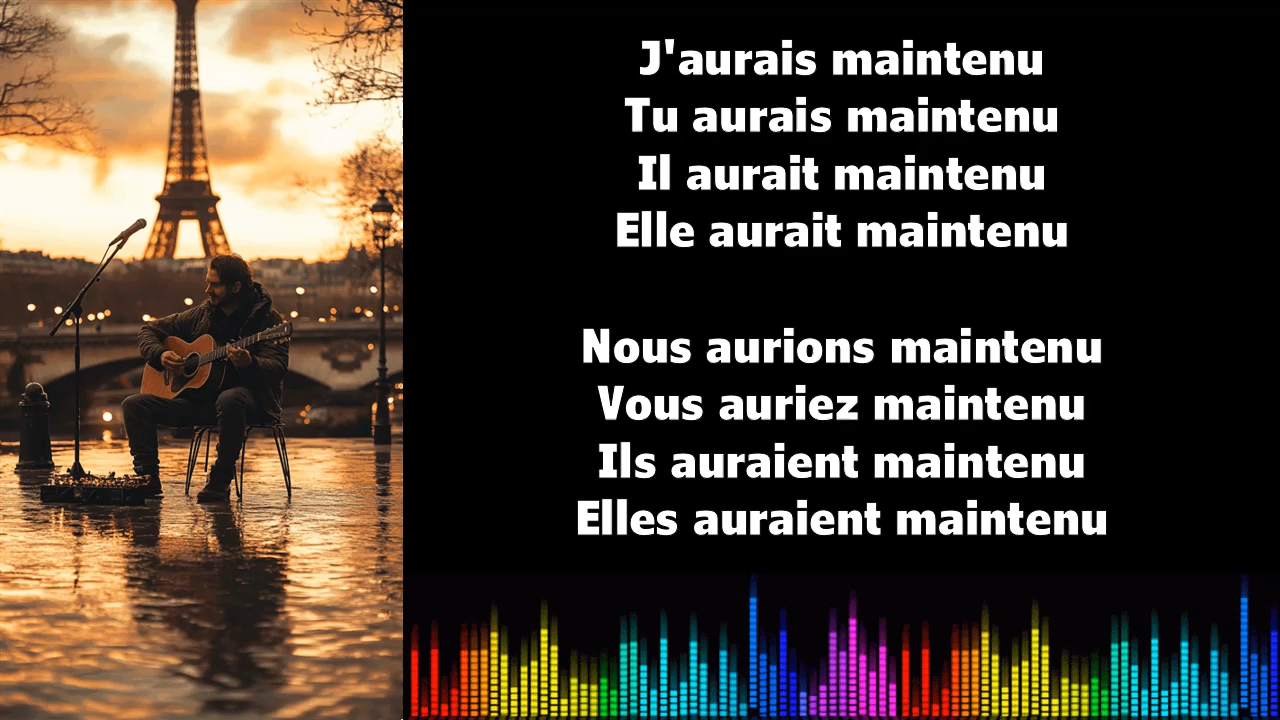 J'aurais maintenu
Tu aurais maintenu
Il aurait maintenu
Elle aurait maintenu
Nous aurions maintenu
Vous auriez maintenu
Ils auraient maintenu
Elles auraient maintenu